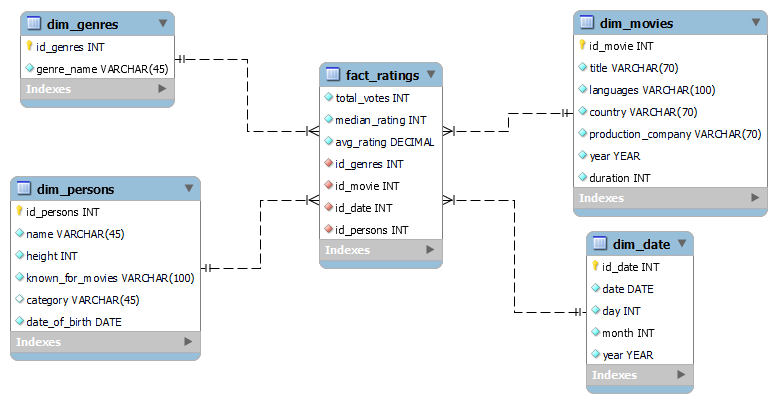 dim_genres
id_genres INT
genre_name VARCHAR(45)
Indexes
dim_persons
id_persons INT
name VARCHAR(45)
height INT
known_for_movies VARCHAR(100)
category VARCHAR(45)
date_of_birth DATE
Indexes
fact_ratings
total_votes INT
median_rating INT
avg_rating DECIMAL
id_genres INT
id_movie INT
id_date INT
id_persons INT
Indexes
dim_movies
id_movie INT
title VARCHAR(70)
languages VARCHAR(100)
country VARCHAR(70)
production_company VARCHAR(70)
year YEAR
duration INT
Indexes
dim_date
id_date INT
date DATE
day INT
month INT
year YEAR
Indexes